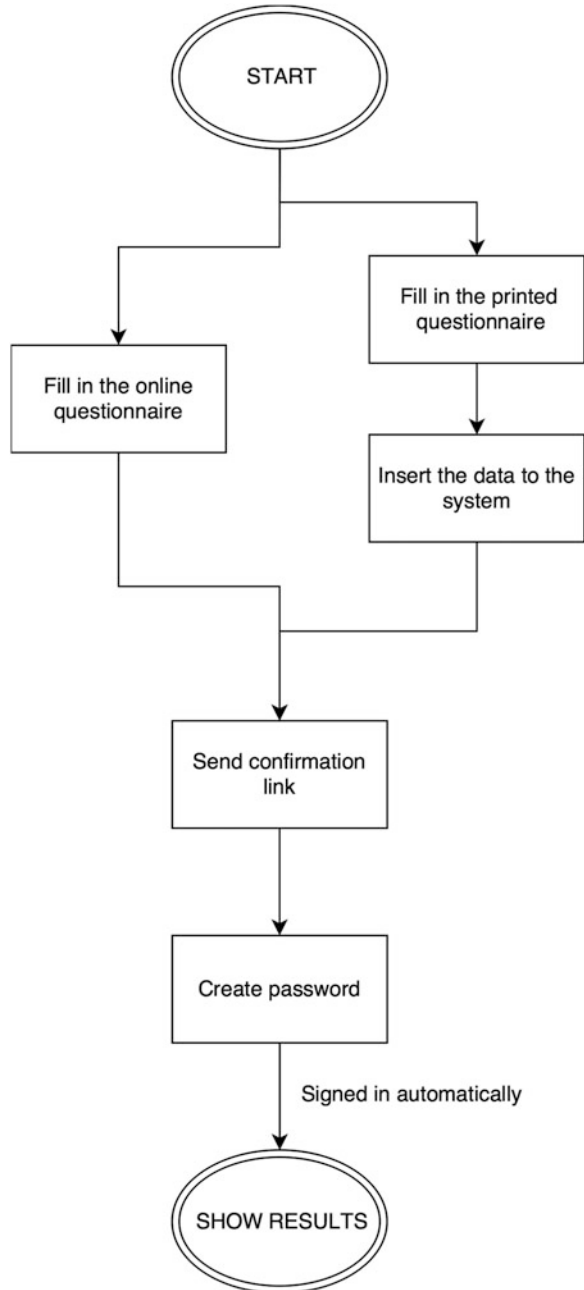 START
Fill in the printed
questionnaire
Fill in the online
questionnaire
Insert the data to the
system
Send confirmation
link
Create password
Signed in automatically
SHOW RESULTS